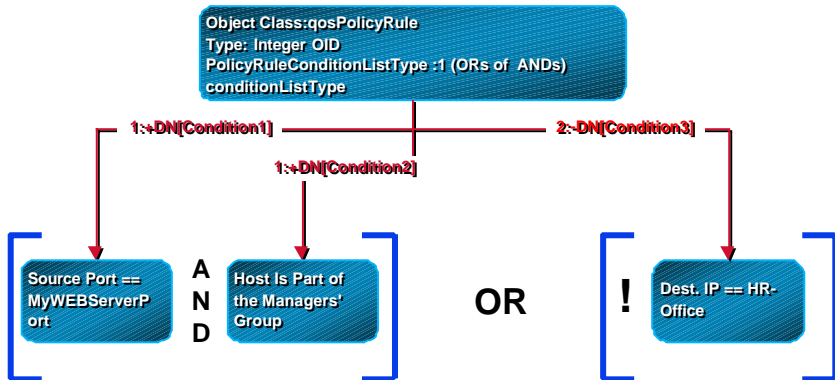 Object Class:qosPolicyRule
Type: Integer OID
PolicyRuleConditionListType :1 (ORs of ANDs)
conditionListType
1:+DN[Condition1]
2:-DN[Condition3]
1:+DN[Condition2]
Source Port ==
MyWEBServerP
ort
A
N
D
Host Is Part of
the Managers'
Group
OR
!
Dest. IP == HR-
Office